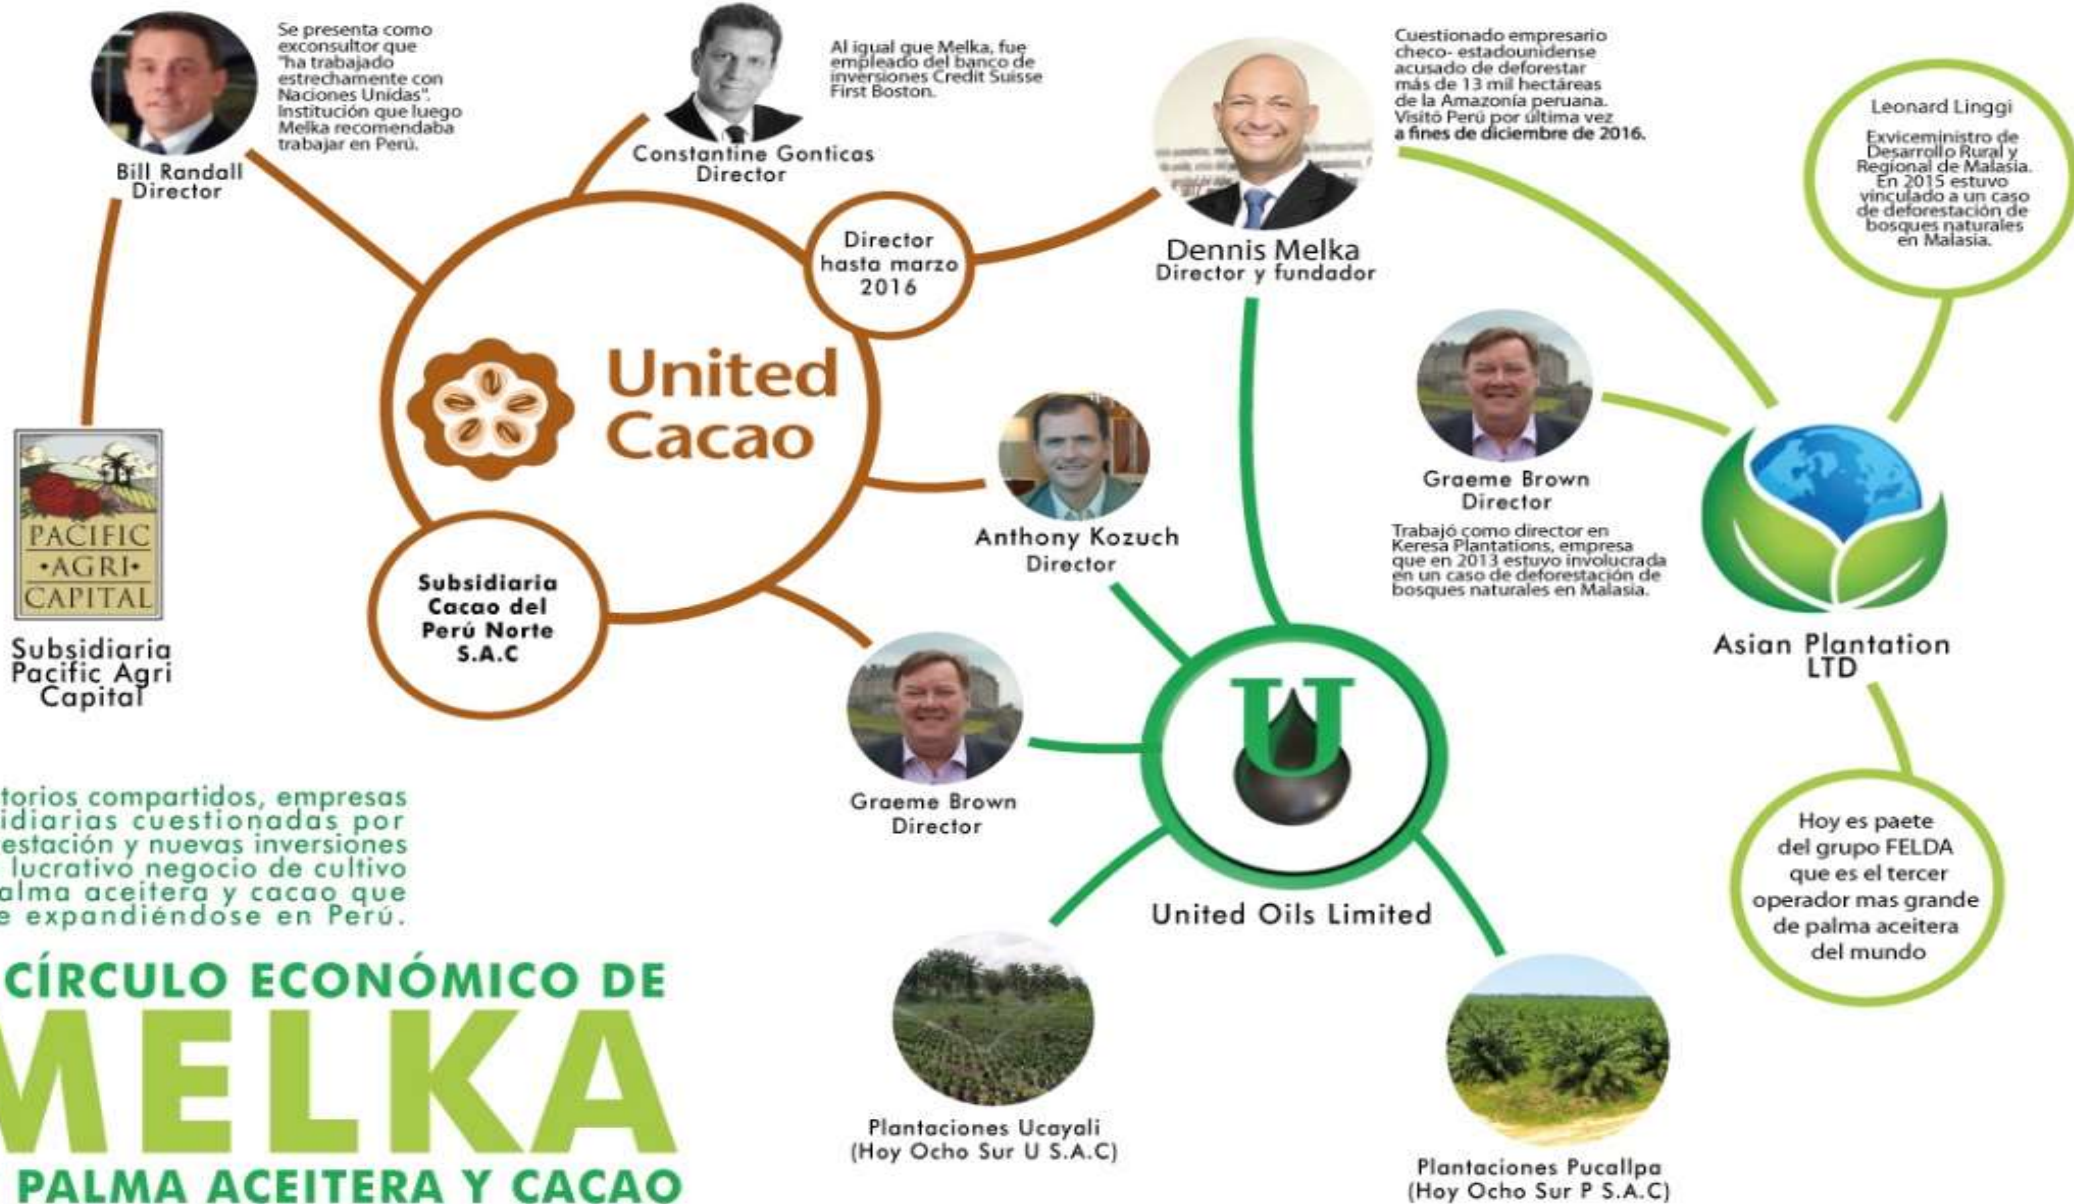 Se presenta como
exconsultor que
"ha trabajado
estrechamente con
Naciones Unidas".
Institución que luego
Melka recomendaba
trabajar en Perú.
Bill Randall
Director
Al igual que Melka, fue
empleado del banco de
inversiones Credit Suisse
First Boston.
Constantine Gonticas
Director
Cuestionado empresario
checo- estadounidense
acusado de deforestar
más de 13 mil hectáreas
de la Amazonía peruana.
Visitó Perú por última vez
a fines de diciembre de 2016.
Dennis Melka
Director y fundador
Leonard Linggi
Exviceministro de
Desarrollo Rural y
Regional de Malasia.
En 2015 estuvo
vinculado a un caso
de deforestación de
bosques naturales
en Malasia.
Director
hasta marzo
2016
United
Cacao
PACIFIC
•AGRI•
CAPITAL
Subsidiaria
Pacific Agri
Capital
Subsidiaria
Cacao del
Perú Norte
S.A.C
Anthony Kozuch
Director
Graeme Brown
Director
Trabajó como director en
Keresa Plantations, empresa
que en 2013 estuvo involucrada
en un caso de deforestación de
bosques naturales en Malasia.
Asian Plantation
LTD
Graeme Brown
Director
U
United Oils Limited
Hoy es paete
del grupo FELDA
que es el tercer
operador mas grande
de palma aceitera
del mundo
Plantaciones Ucayali
(Hoy Ocho Sur U S.A.C)
Plantaciones Pucallpa
(Hoy Ocho Sur P S.A.C)
torios compartidos, empresas
idiarias cuestionadas por
estación y nuevas inversiones
lucrativo negocio de cultivo
alma aceitera y cacao que
e expandiéndose en Perú.
CÍRCULO ECONÓMICO DE
MELKA
PALMA ACEITERA Y CACAO